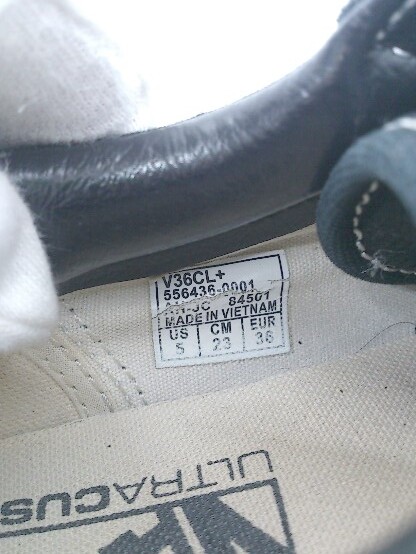 V36CL+
556436-0001
84501
MADE IN VIETNAM
US CM EUR
5 23 36
ULTRACUS